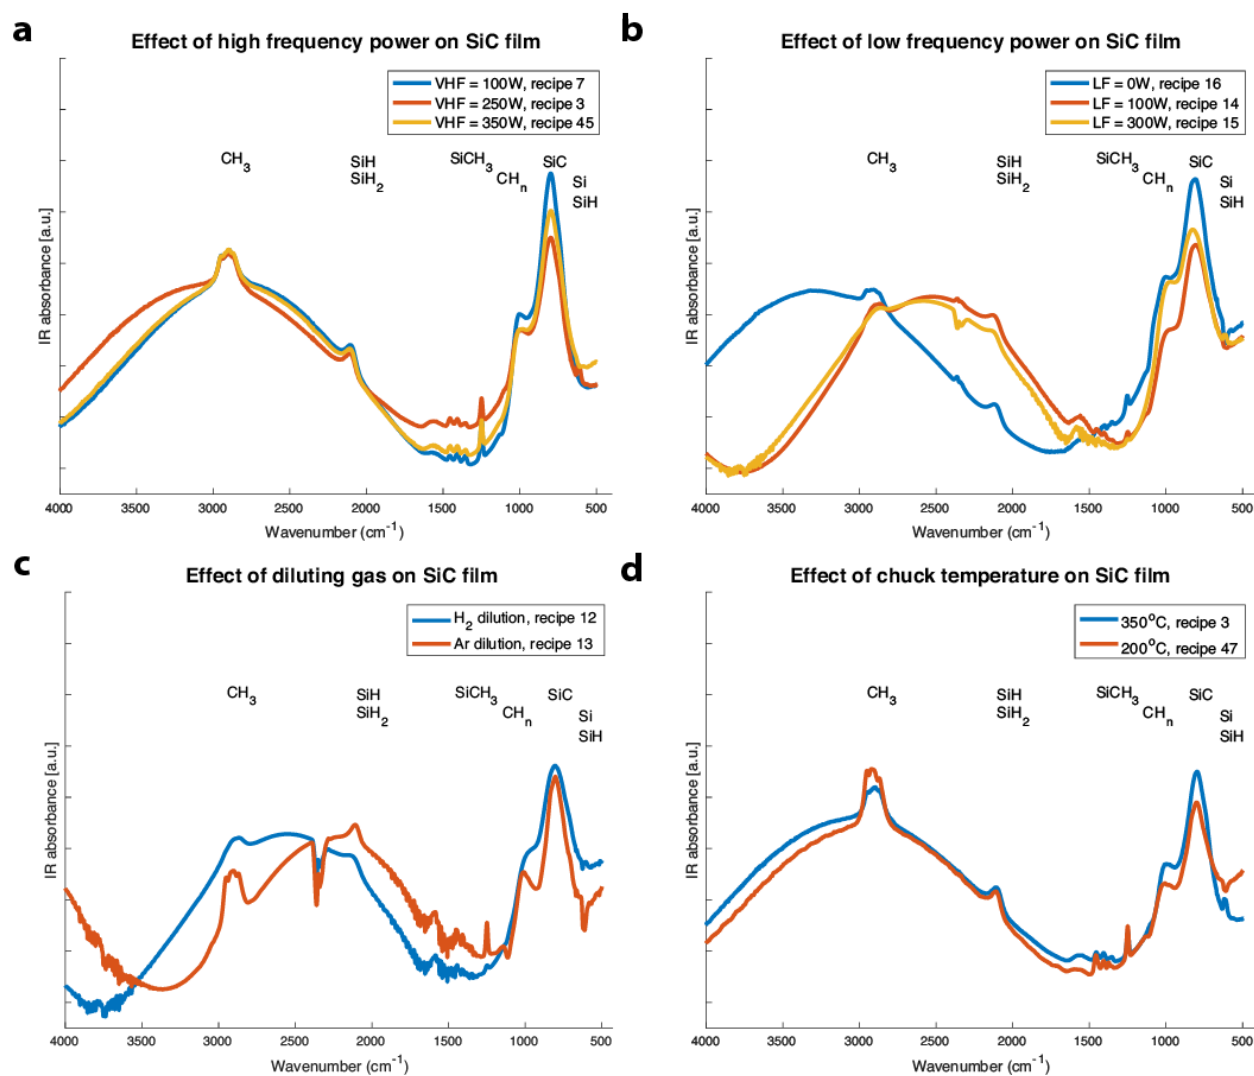 a
Effect of high frequency power on SiC film
VHF = 100W, recipe 7
VHF = 250W, recipe 3
VHF = 350W, recipe 45
CH3
SiH
SiH2
SiCH3
CHn
SiC
Si
SiH
IR absorbance [a.u.]
4000 3000 2500 2000 1500 1000 500
Wavenumber (cm-1)
b
Effect of low frequency power on SiC film
LF = 0W, recipe 16
LF = 100W, recipe 14
LF = 300W, recipe 15
CH3
SiH
SiH2
SiCH3
CHn
SiC
Si
SiH
IR absorbance [a.u.]
4000 3000 2500 2000 1500 1000 500
Wavenumber (cm-1)
c
Effect of diluting gas on SiC film
H2 dilution, recipe 12
Ar dilution, recipe 13
CH3
SiH
SiH2
SiCH3
CHn
SiC
Si
SiH
IR absorbance [a.u.]
4000 3500 3000 2500 2000 1500 1000 500
Wavenumber (cm-1)
d
Effect of chuck temperature on SiC film
350°C, recipe 3
200°C, recipe 47
CH3
SiH
SiH2
SiCH3
CHn
SiC
Si
SiH
IR absorbance [a.u.]
4000 3000 2500 2000 1500 1000 500
Wavenumber (cm-1)